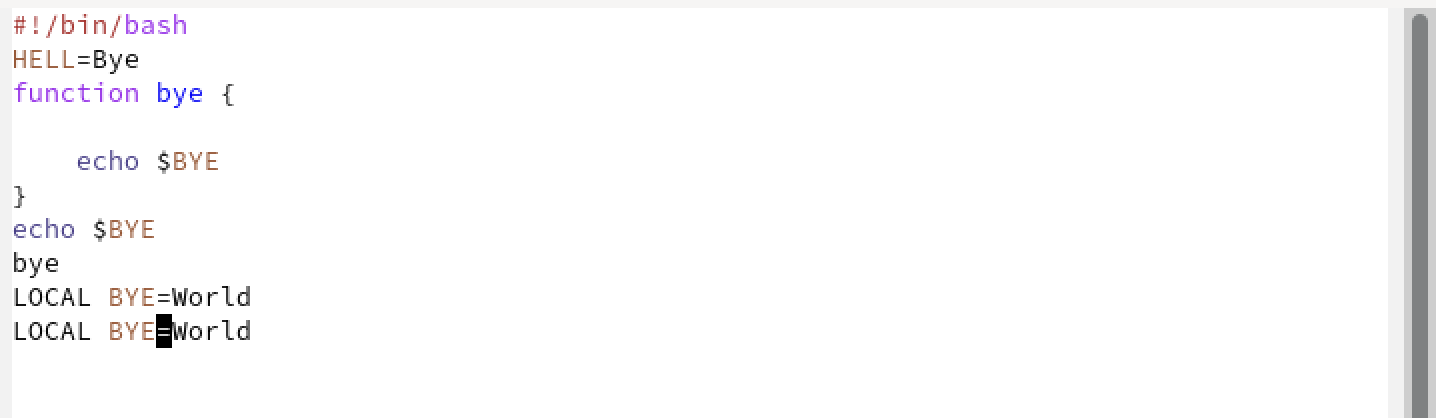 #!/bin/bash
HELL=Bye
function bye {
    echo $BYE
}
echo $BYE
bye
LOCAL BYE=World
LOCAL BYE=World